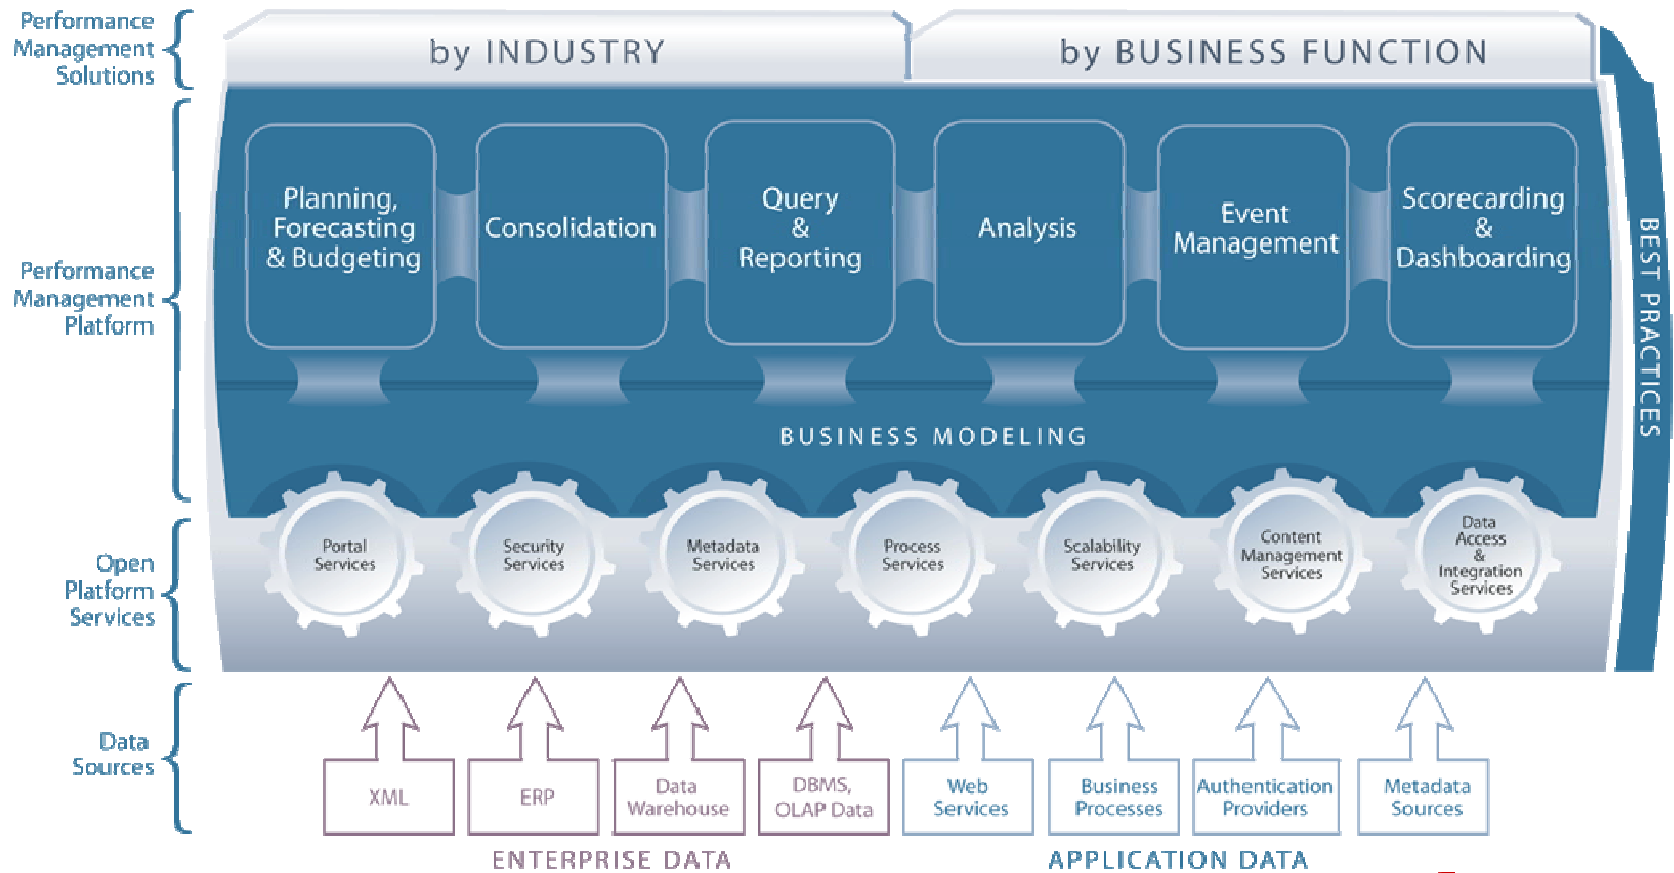 Performance
Management
Solutions
by INDUSTRY
by BUSINESS FUNCTION
Performance
Management
Platform
Planning,
Forecasting
& Budgeting
Consolidation
Query
&
Reporting
Analysis
Event
Management
Scorecarding
&
Dashboarding
BUSINESS MODELING
BEST PRACTICES
Open
Platform
Services
Portal
Services
Security
Services
Metadata
Services
Process
Services
Scalability
Services
Content
Management
Services
Data
Access
&
Integration
Services
Data
Sources
XML
ERP
Data
Warehouse
DBMS,
OLAP Data
Web
Services
Business
Processes
Authentication
Providers
Metadata
Sources
ENTERPRISE DATA
APPLICATION DATA